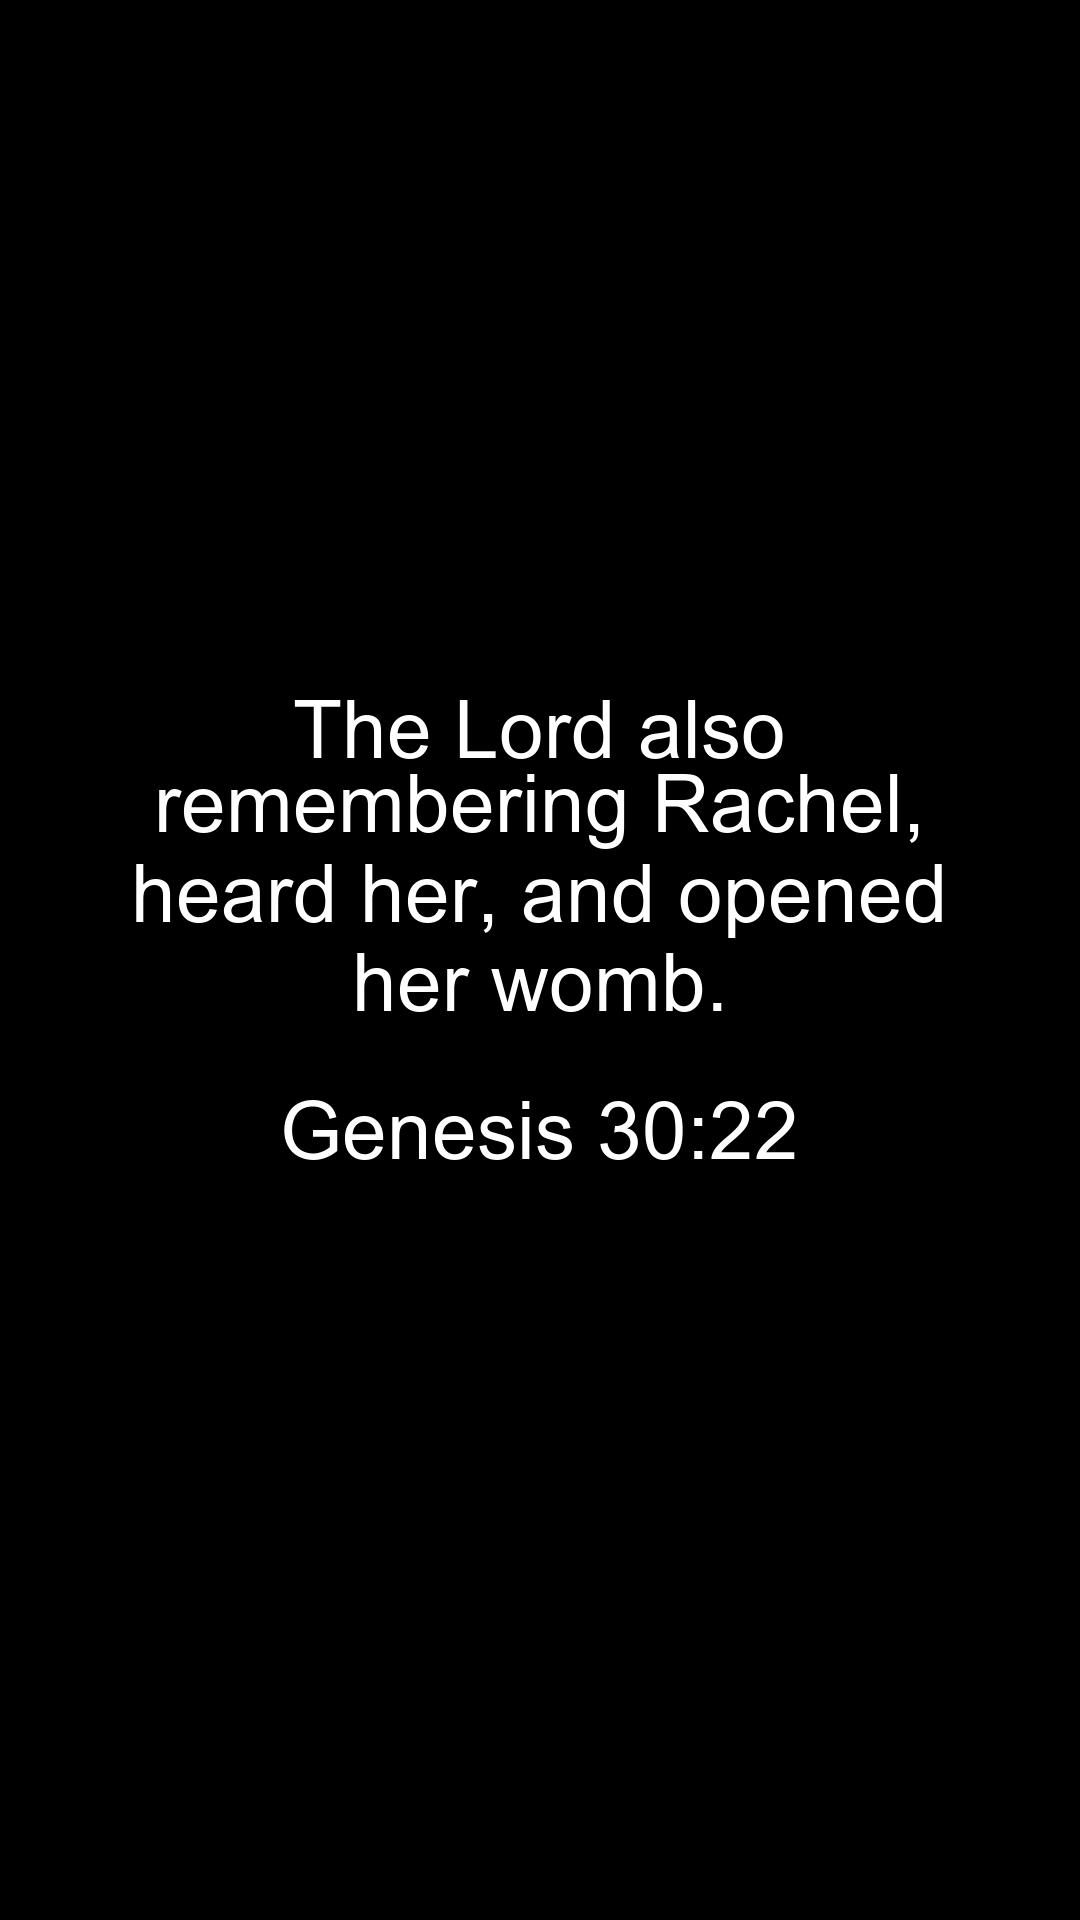 The Lord also
remembering Rachel,
heard her, and opened
her womb.
Genesis 30:22